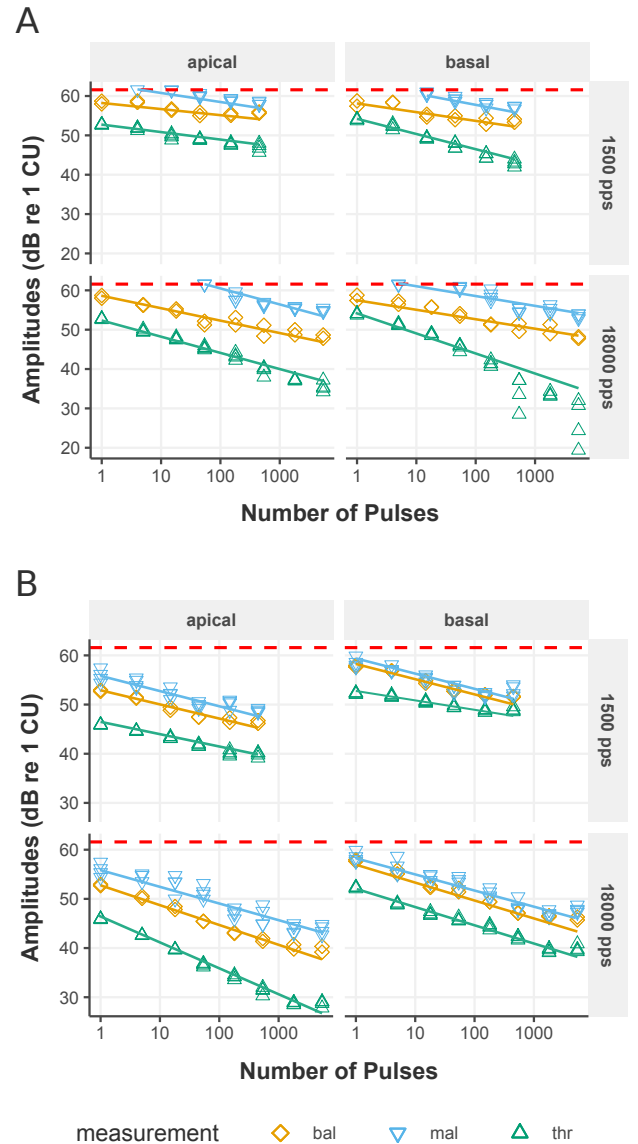 A
apical
basal
60
50
40
30
20
1500 pps
60
50
40
30
20
18000 pps
Amplitudes (dB re 1 CU)
1 10 100 1000 1 10 100 1000
Number of Pulses
B
apical
basal
60
50
40
30
1500 pps
60
50
40
30
18000 pps
Amplitudes (dB re 1 CU)
1 10 100 1000 1 10 100 1000
Number of Pulses
measurement bal mal thr